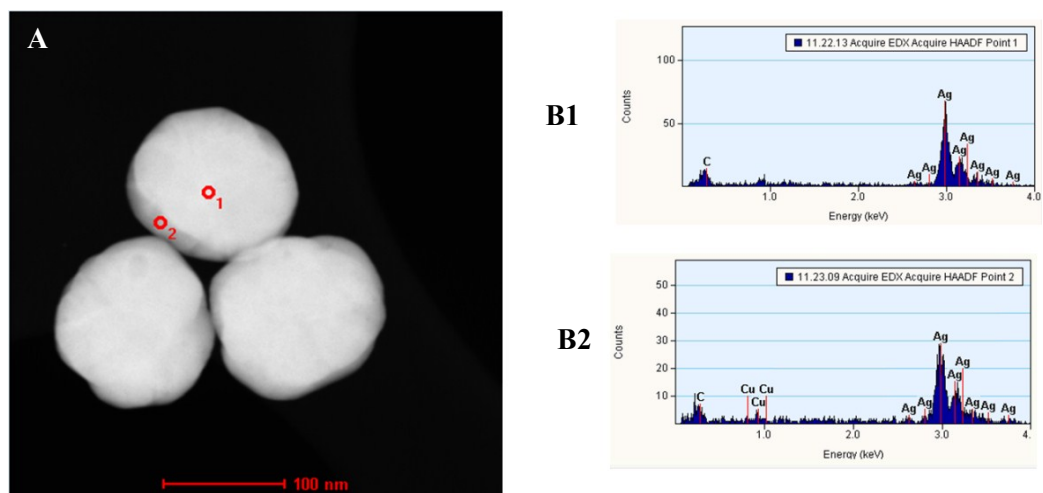 A
1
2
100 nm
B1
11.22.13 Acquire EDX Acquire HAADF Point 1
Counts
100
50
C
Ag
Ag
Ag
Ag
Ag
Ag
Ag
Ag
1.0
2.0
3.0
4.0
Energy (keV)
B2
11.23.09 Acquire EDX Acquire HAADF Point 2
Counts
50
40
30
20
10
C
Cu
Cu
Cu
Ag
Ag
Ag
Ag
Ag
Ag
Ag
Ag
1.0
2.0
3.0
4.
Energy (keV)